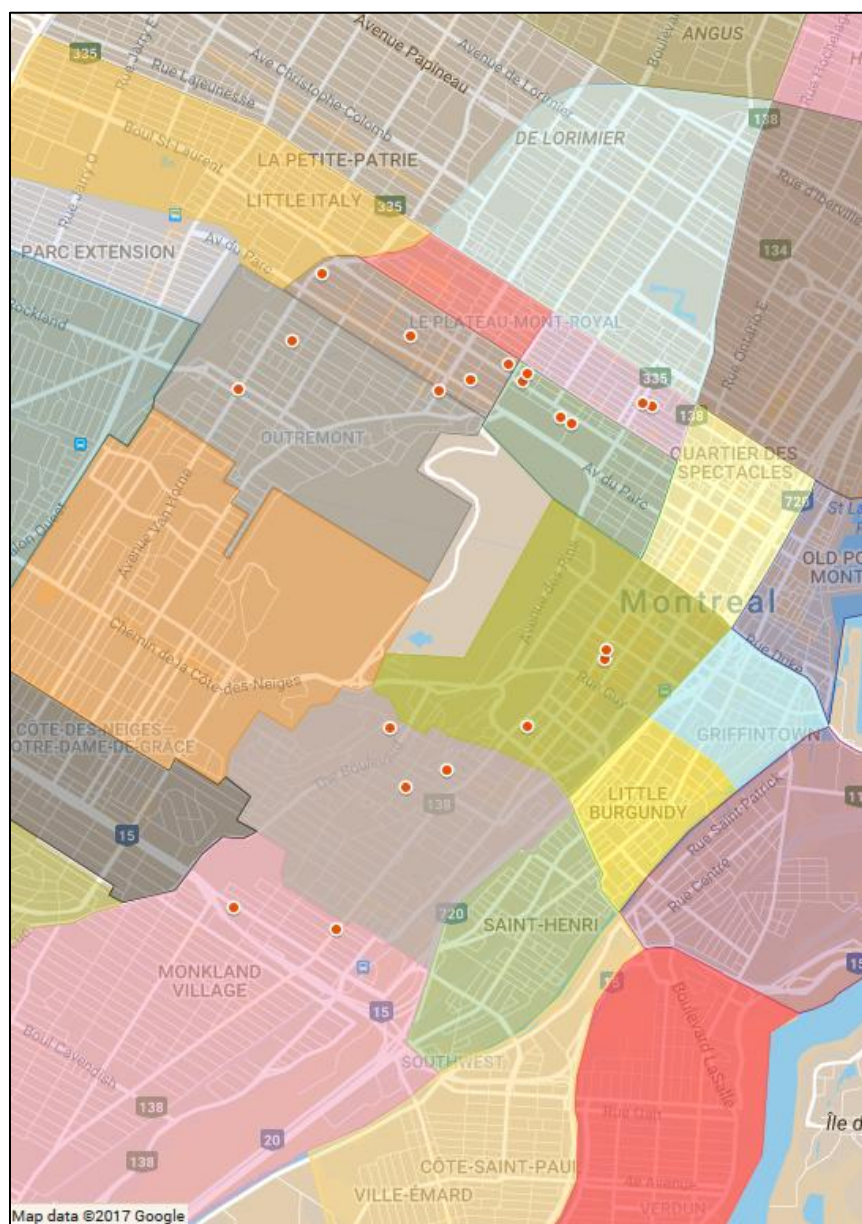 ANGUS
335
Rue Jarry E
Rue Lajeunesse
Ave Christophe-Colomb
Avenue Papineau
Avenue de Lorimier
138
Boul St-Laurent
DE LORIMIER
LA PETITE-PATRIE
LITTLE ITALY
335
Rue d'Iberville
Rue Jarry O
PARC EXTENSION
Av du Parc
134
Rockland
LE PLATEAU-MONT-ROYAL
Rue Ontario E
335
138
OUTREMONT
QUARTIER DES
SPECTACLES
Av du Parc
720
Avenue Van Horne
OLD PO
MONT
Avenue des Pins
Montreal
Chemin de la Côte-des-Neiges
Rue Duke
Rue Guy
CÔTE-DES-NEIGES—
OTRE-DAME-DE-GRÂCE
GRIFFINTOWN
The Boulevard
138
LITTLE
BURGUNDY
15
Rue Saint-Patrick
Rue Centre
720
SAINT-HENRI
MONKLAND
VILLAGE
15
15
15
Boulevard LaSalle
Boul Cavendish
SOUTHWEST
138
Rue Galt
20
138
CÔTE-SAINT-PAUL
4e Avenue
VILLE-ÉMARD
VERDUN
Map data ©2017 Google